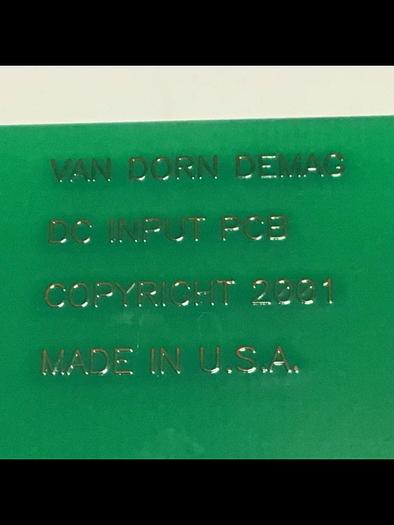 VAN DORN DEMAG
DC INPUT PCB
COPYRIGHT 2001
MADE IN U.S.A.